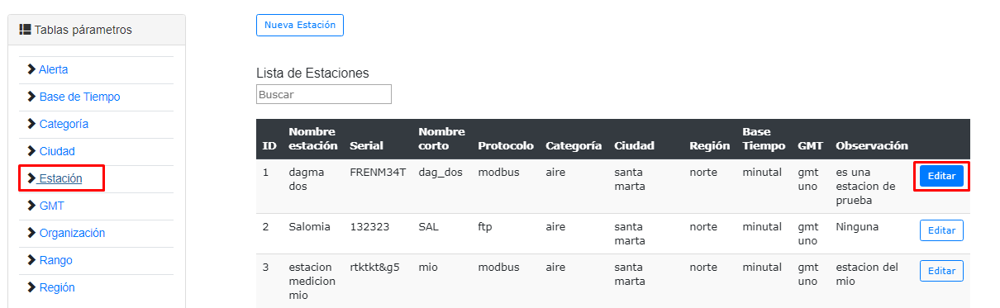 Tablas párametros
Alerta
Base de Tiempo
Categoría
Ciudad
Estación
GMT
Organización
Rango
Región
Nueva Estación
Lista de Estaciones
Buscar
ID Nombre estación Serial Nombre corto Protocolo Categoría Ciudad Región Base Tiempo GMT Observación
1 dagma dos FRENM34T dag_dos modbus aire santa marta norte minutal gmt uno es una estacion de prueba Editar
2 Salomia 132323 SAL ftp aire santa marta norte minutal gmt uno Ninguna Editar
3 estacion medicion mio rtktkt&g5 mio modbus aire santa marta norte minutal gmt uno estacion del mio Editar